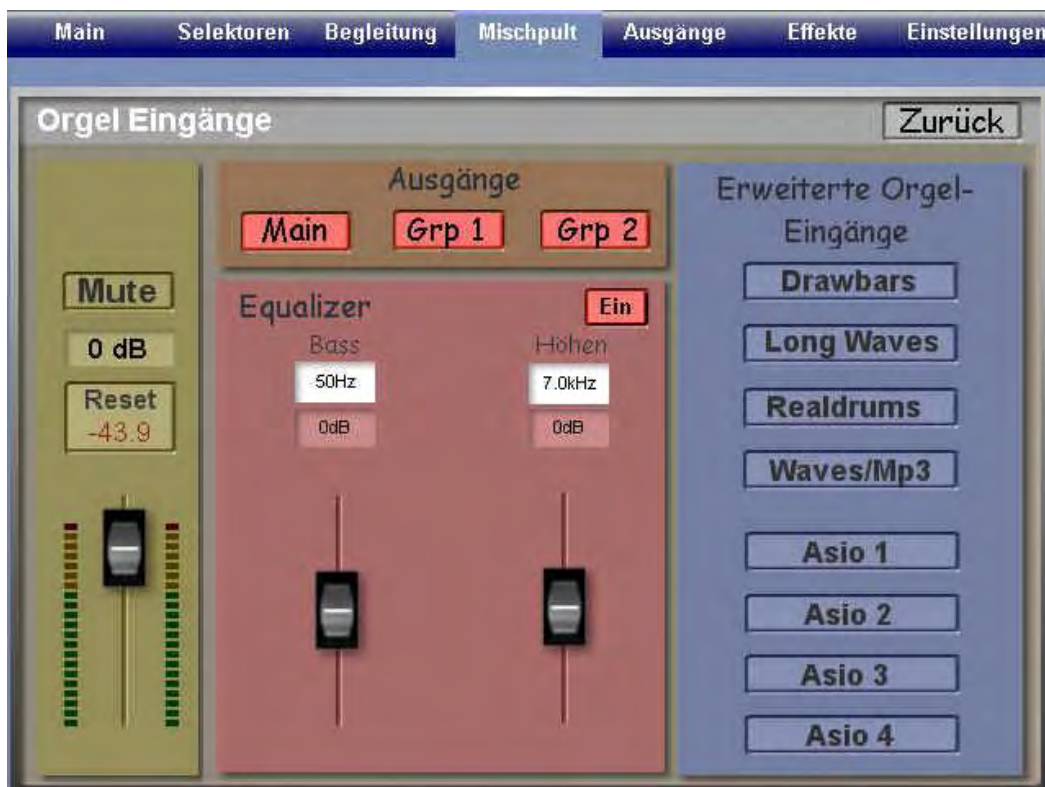 Main Selektoren Begleitung Mischpult Ausgänge Effekte Einstellungen
Orgel Eingänge
Zurück
Mute
0 dB
Reset
-43.9
Ausgänge
Main Grp 1 Grp 2
Equalizer Ein
Bass Höhen
50Hz 7.0kHz
0dB 0dB
Erweiterte Orgel-
Eingänge
Drawbars
Long Waves
Realdrums
Waves/Mp3
Asio 1
Asio 2
Asio 3
Asio 4